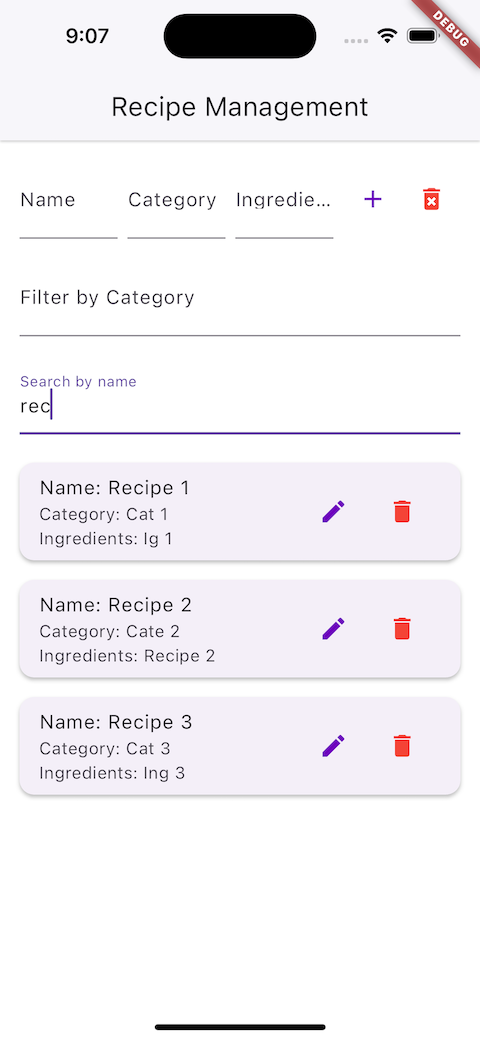 9:07
DEBUG
Recipe Management
Name Category Ingredie...
Filter by Category
Search by name
rec
Name: Recipe 1
Category: Cat 1
Ingredients: Ig 1
Name: Recipe 2
Category: Cate 2
Ingredients: Recipe 2
Name: Recipe 3
Category: Cat 3
Ingredients: Ing 3